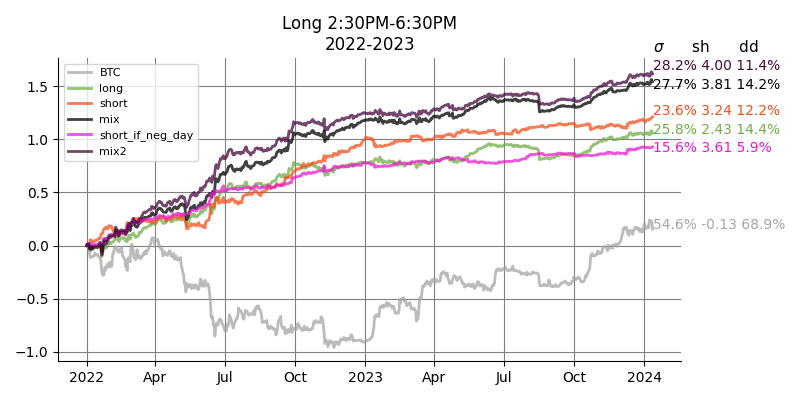 Long 2:30PM-6:30PM
2022-2023
σ sh dd
28.2% 4.00 11.4%
27.7% 3.81 14.2%
23.6% 3.24 12.2%
25.8% 2.43 14.4%
15.6% 3.61 5.9%
54.6% -0.13 68.9%
BTC
long
short
mix
short_if_neg_day
mix2
1.5
1.0
0.5
0.0
−0.5
−1.0
2022 Apr Jul Oct 2023 Apr Jul Oct 2024